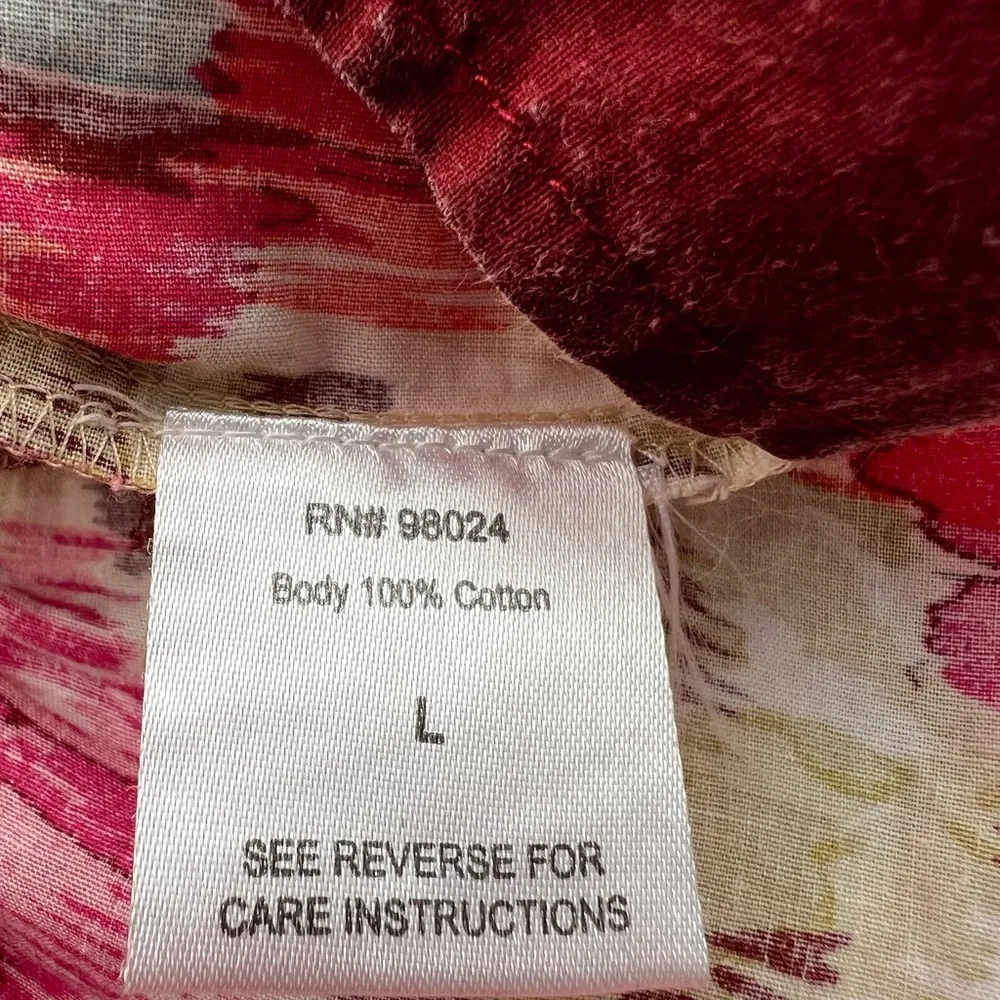 RN# 98024
Body 100% Cotton
L
SEE REVERSE FOR
CARE INSTRUCTIONS